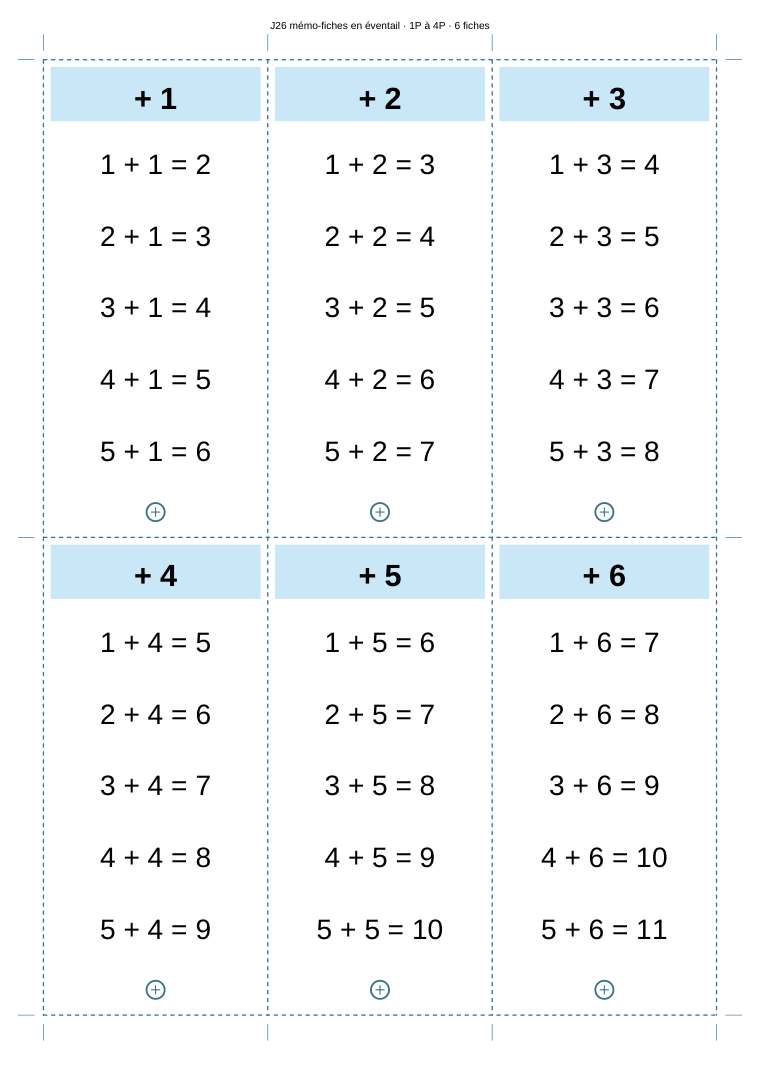 J26 mémo-fiches en éventail · 1P à 4P · 6 fiches
+ 1
1 + 1 = 2
2 + 1 = 3
3 + 1 = 4
4 + 1 = 5
5 + 1 = 6
+ 2
1 + 2 = 3
2 + 2 = 4
3 + 2 = 5
4 + 2 = 6
5 + 2 = 7
+ 3
1 + 3 = 4
2 + 3 = 5
3 + 3 = 6
4 + 3 = 7
5 + 3 = 8
+ 4
1 + 4 = 5
2 + 4 = 6
3 + 4 = 7
4 + 4 = 8
5 + 4 = 9
+ 5
1 + 5 = 6
2 + 5 = 7
3 + 5 = 8
4 + 5 = 9
5 + 5 = 10
+ 6
1 + 6 = 7
2 + 6 = 8
3 + 6 = 9
4 + 6 = 10
5 + 6 = 11